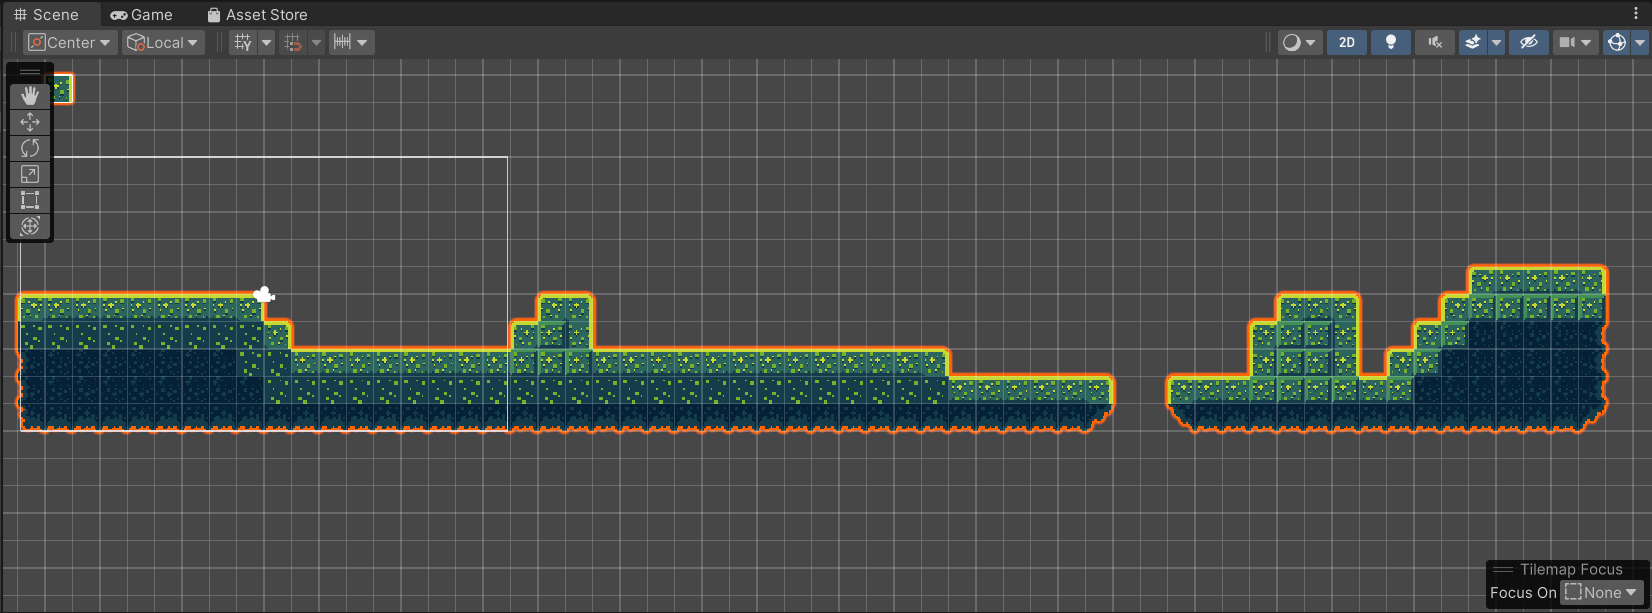 Scene Game Asset Store
Center Local Y 2D
Tilemap Focus
Focus On None